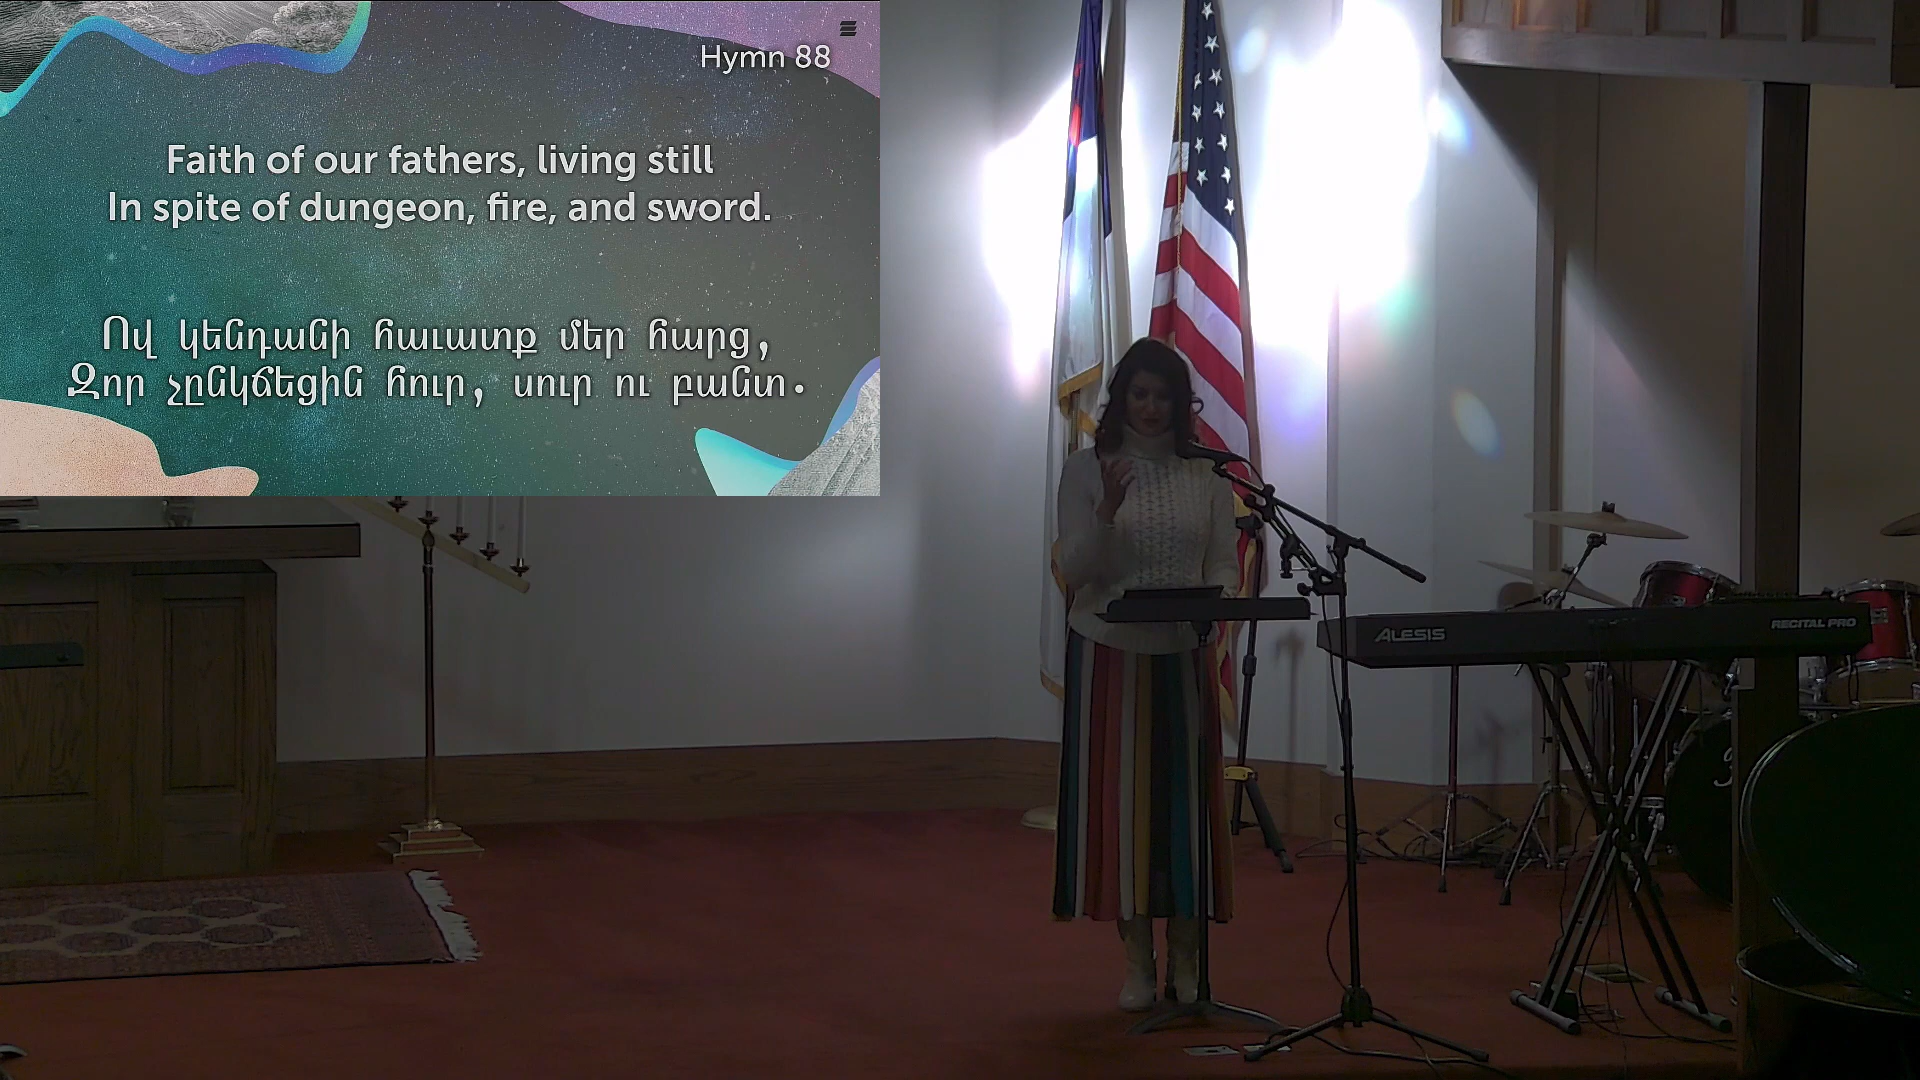 Hymn 88
Faith of our fathers, living still
In spite of dungeon, fire, and sword.
Ով կենդանի հաւատք մեր հարց,
Զոր չընկճեցին հուր, սուր ու բանտ.
ALESIS
RECITAL PRO